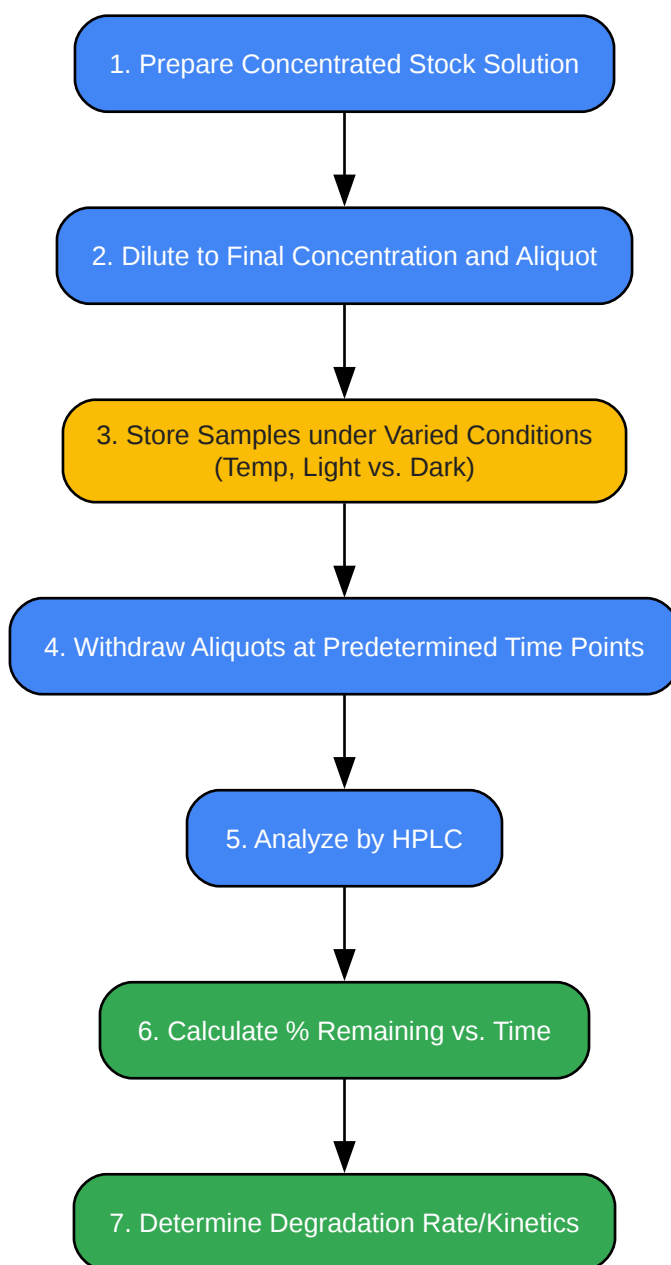 1. Prepare Concentrated Stock Solution
2. Dilute to Final Concentration and Aliquot
3. Store Samples under Varied Conditions
(Temp, Light vs. Dark)
4. Withdraw Aliquots at Predetermined Time Points
5. Analyze by HPLC
6. Calculate % Remaining vs. Time
7. Determine Degradation Rate/Kinetics